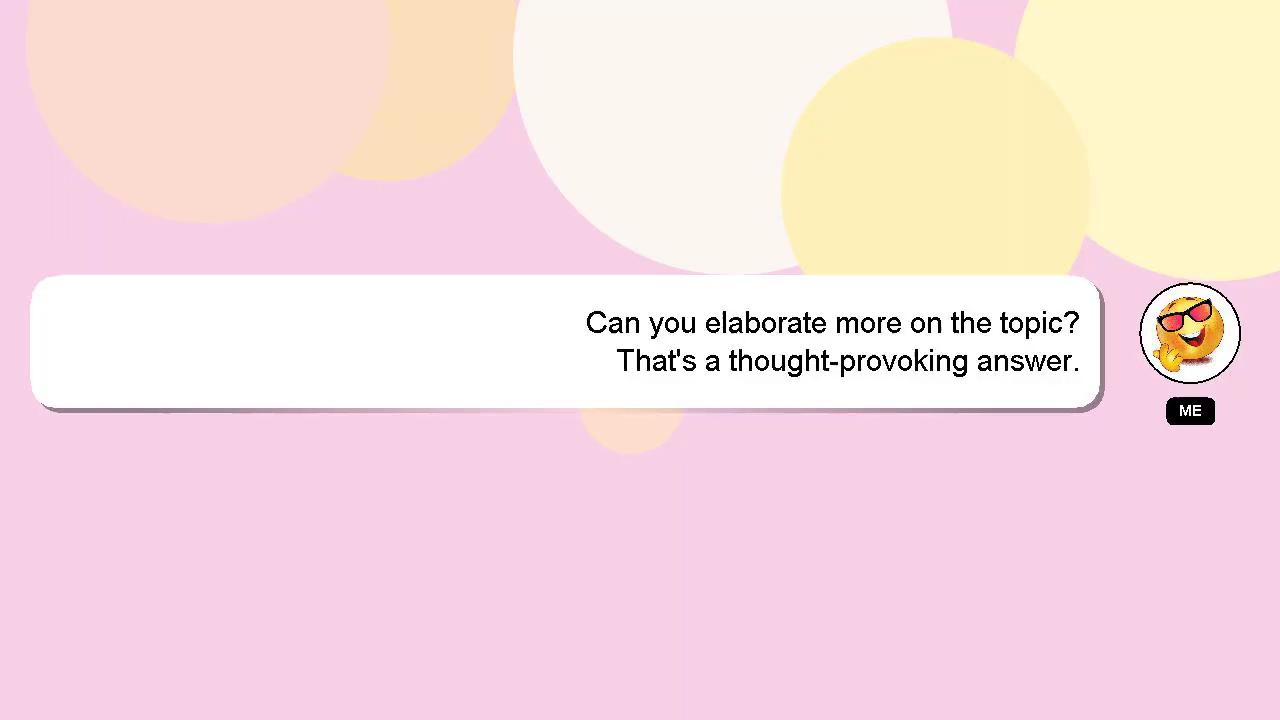 Can you elaborate more on the topic?
That's a thought-provoking answer.
ME